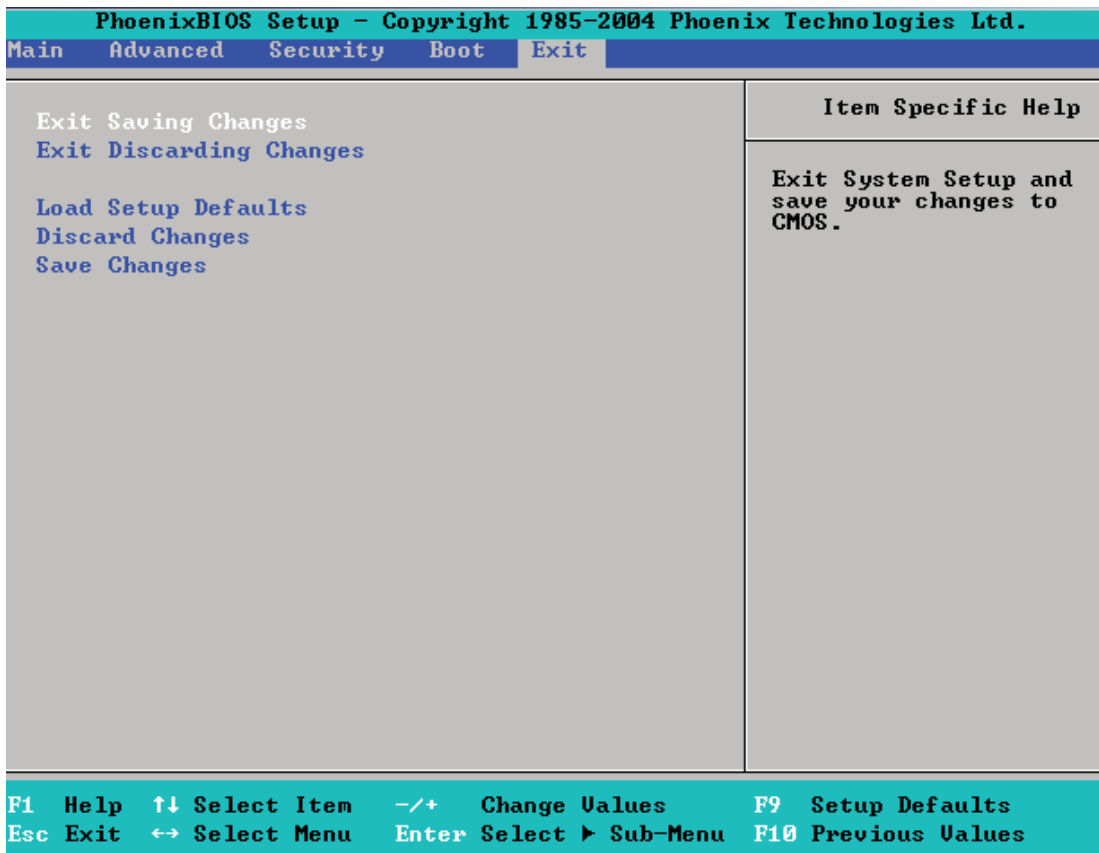 PhoenixBIOS Setup – Copyright 1985-2004 Phoenix Technologies Ltd.
Main Advanced Security Boot Exit
Exit Saving Changes
Exit Discarding Changes
Load Setup Defaults
Discard Changes
Save Changes
Item Specific Help
Exit System Setup and
save your changes to
CMOS.
F1 Help ↑↓ Select Item -/+ Change Values F9 Setup Defaults
Esc Exit ↔ Select Menu Enter Select ▶ Sub-Menu F10 Previous Values